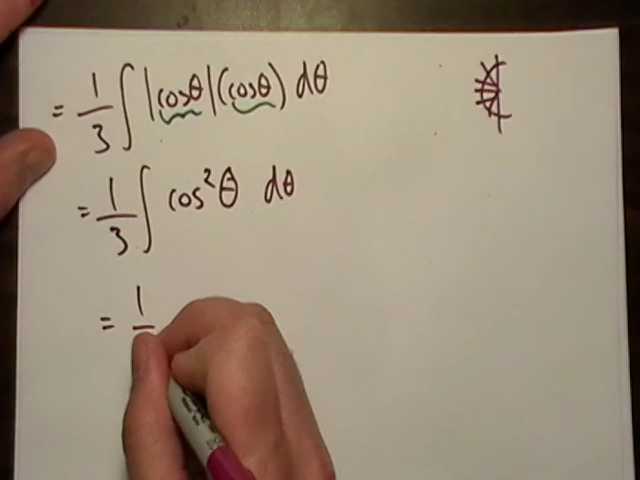 = 1/3 ∫ |cosθ|(cosθ) dθ
= 1/3 ∫ cos²θ dθ
= 1